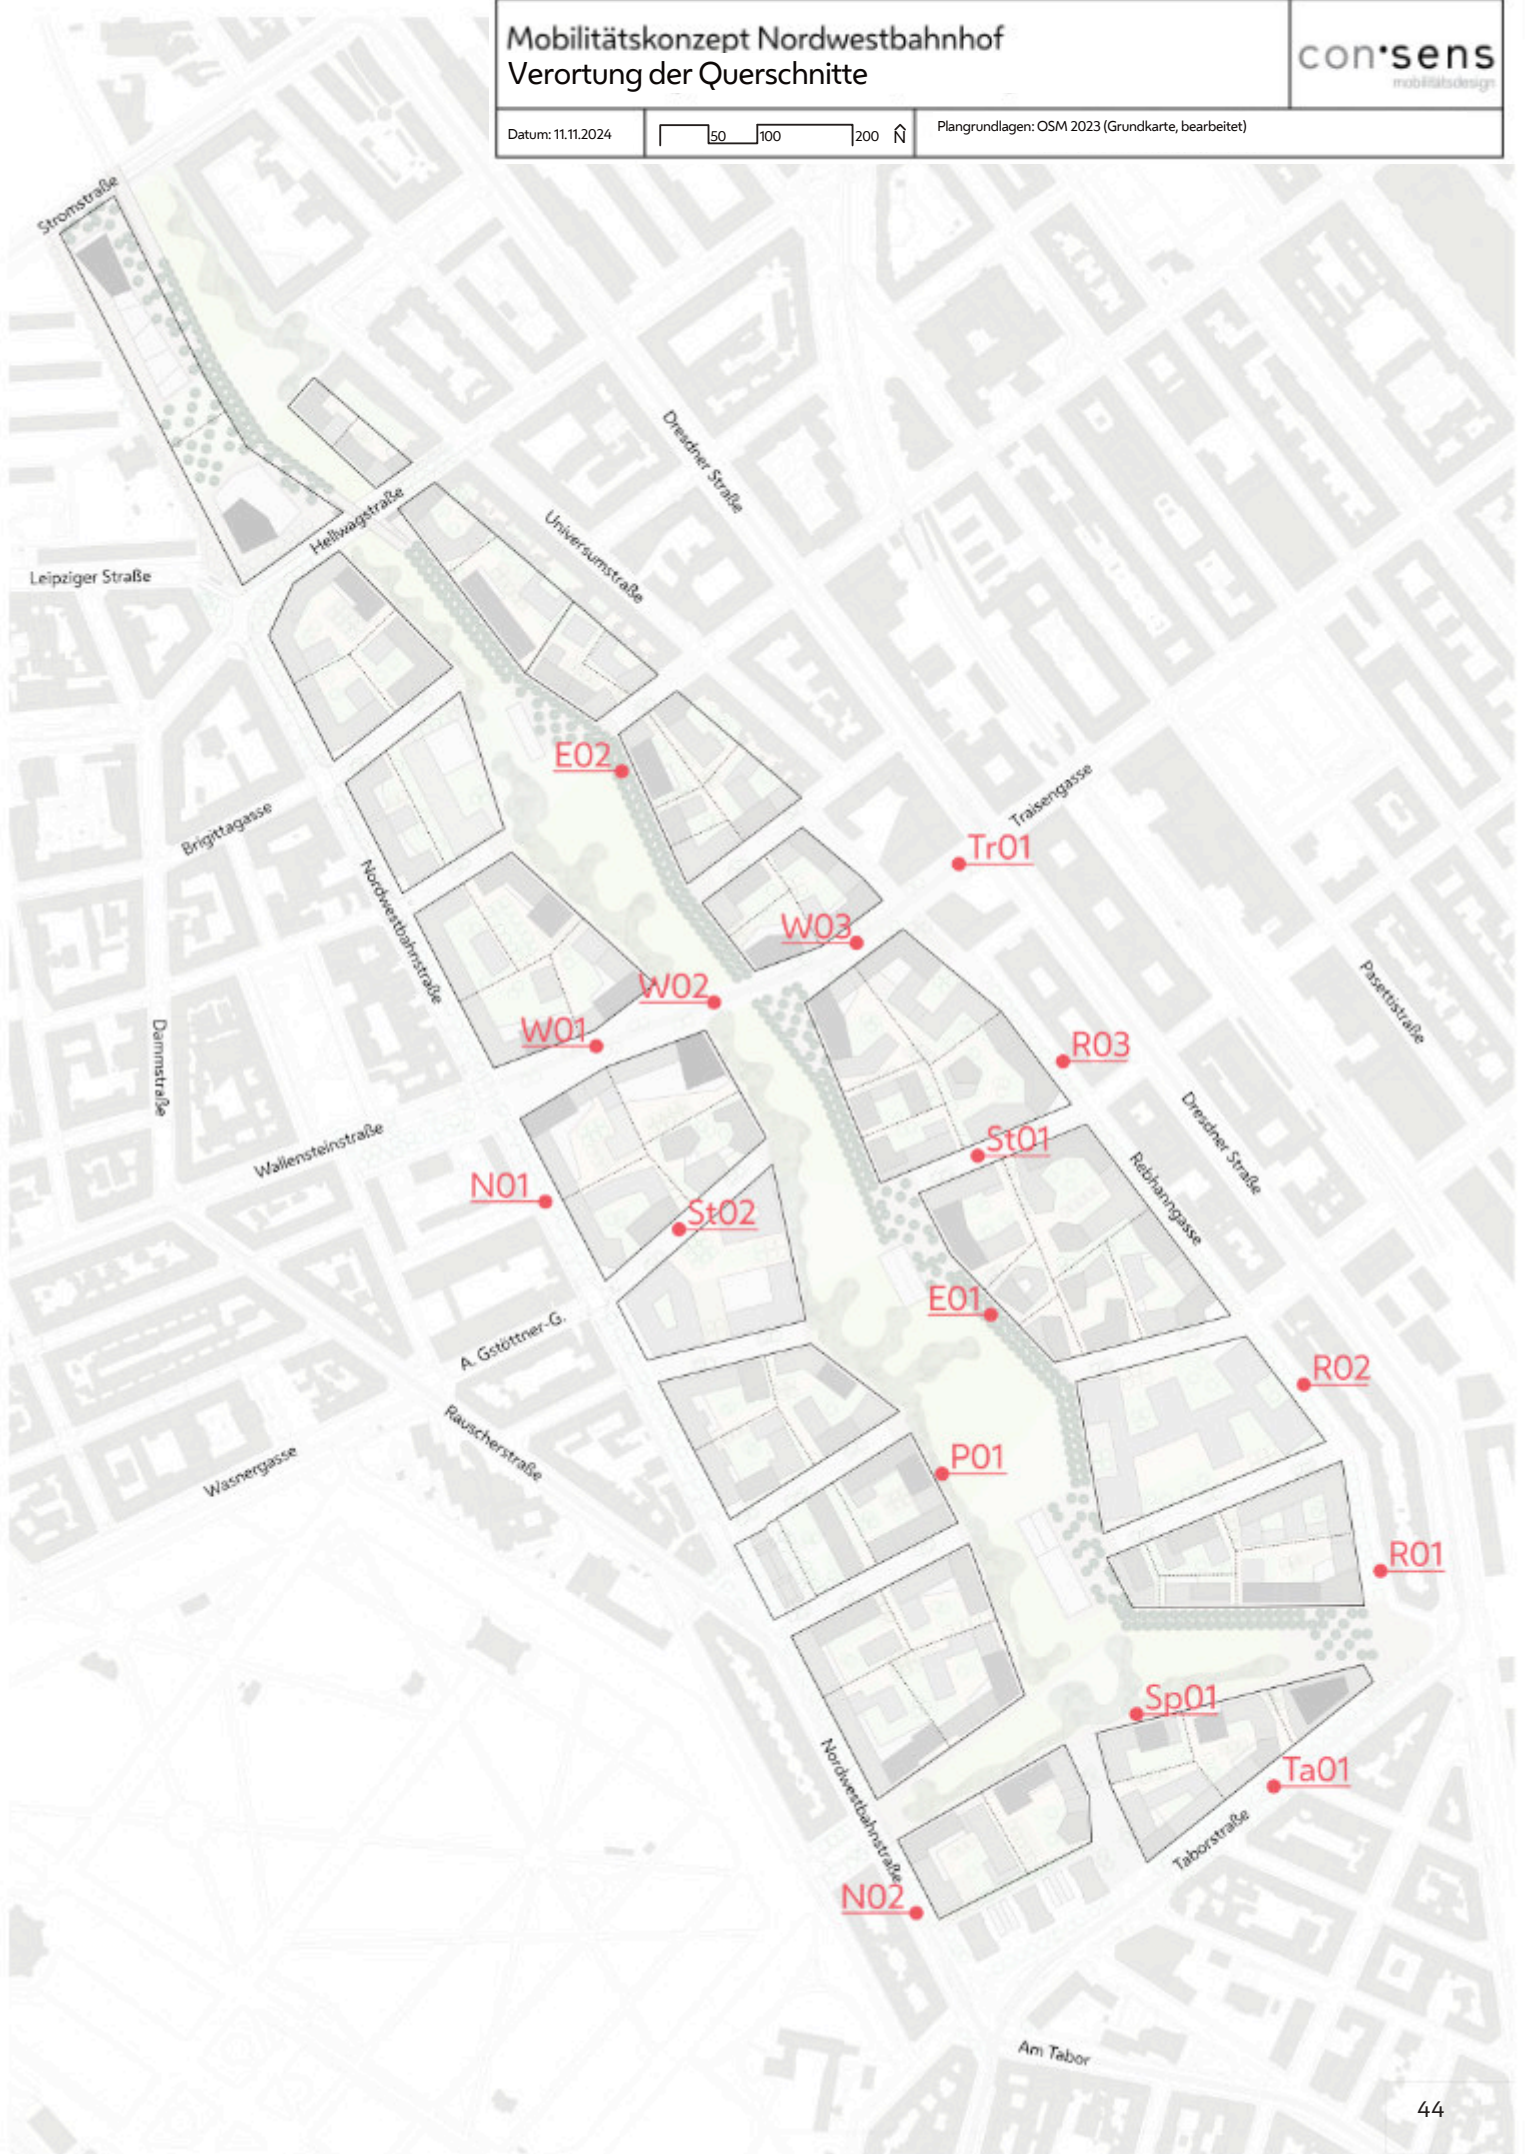 Mobilitätskonzept Nordwestbahnhof
Verortung der Querschnitte
con•sens
mobilitätsdesign
Datum: 11.11.2024
50 100 200 N
Plangrundlagen: OSM 2023 (Grundkarte, bearbeitet)
Stromstraße
Dresdner Straße
Hellwagstraße
Universumstraße
Leipziger Straße
E02
Traisengasse
Brigittagasse
Tr01
Nordwestbahnstraße
W03
W02
Pasettistraße
W01
Dammstraße
R03
Wallensteinstraße
St01
Dresdner Straße
Rebhanngasse
N01
St02
E01
A. Gstöttner-G.
R02
Rauscherstraße
Wasnergasse
P01
R01
Sp01
Nordwestbahnstraße
Ta01
Taborstraße
N02
Am Tabor
44